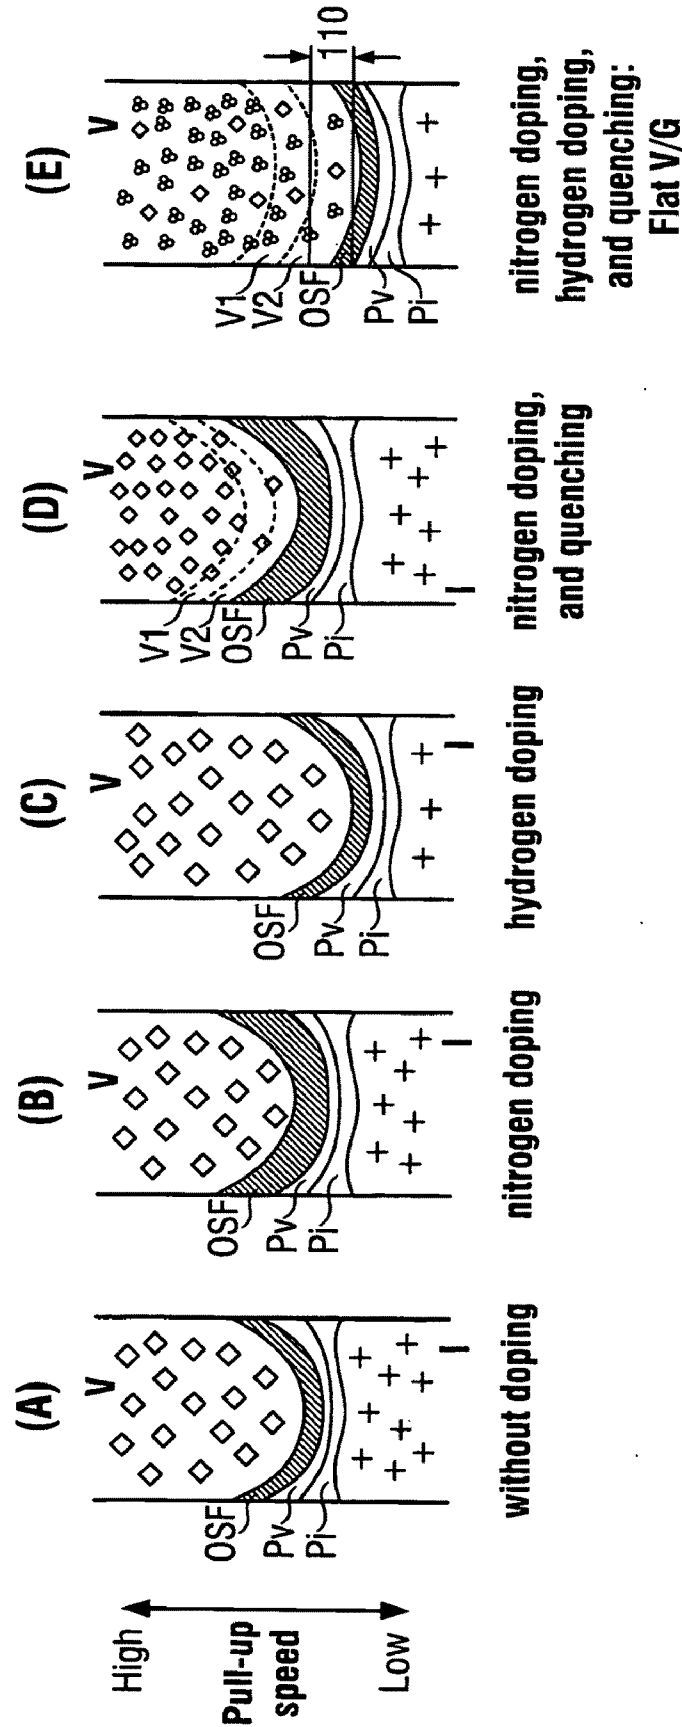 High
Pull-up
speed
Low
(A)
V
OSF
Pv
Pi
I
without doping
(B)
V
OSF
Pv
Pi
I
nitrogen doping
(C)
V
OSF
Pv
Pi
I
hydrogen doping
(D)
V
V1
V2
OSF
Pv
Pi
I
nitrogen doping,
and quenching
(E)
V
V1
V2
OSF
Pv
Pi
110
nitrogen doping,
hydrogen doping,
and quenching:
Flat V/G